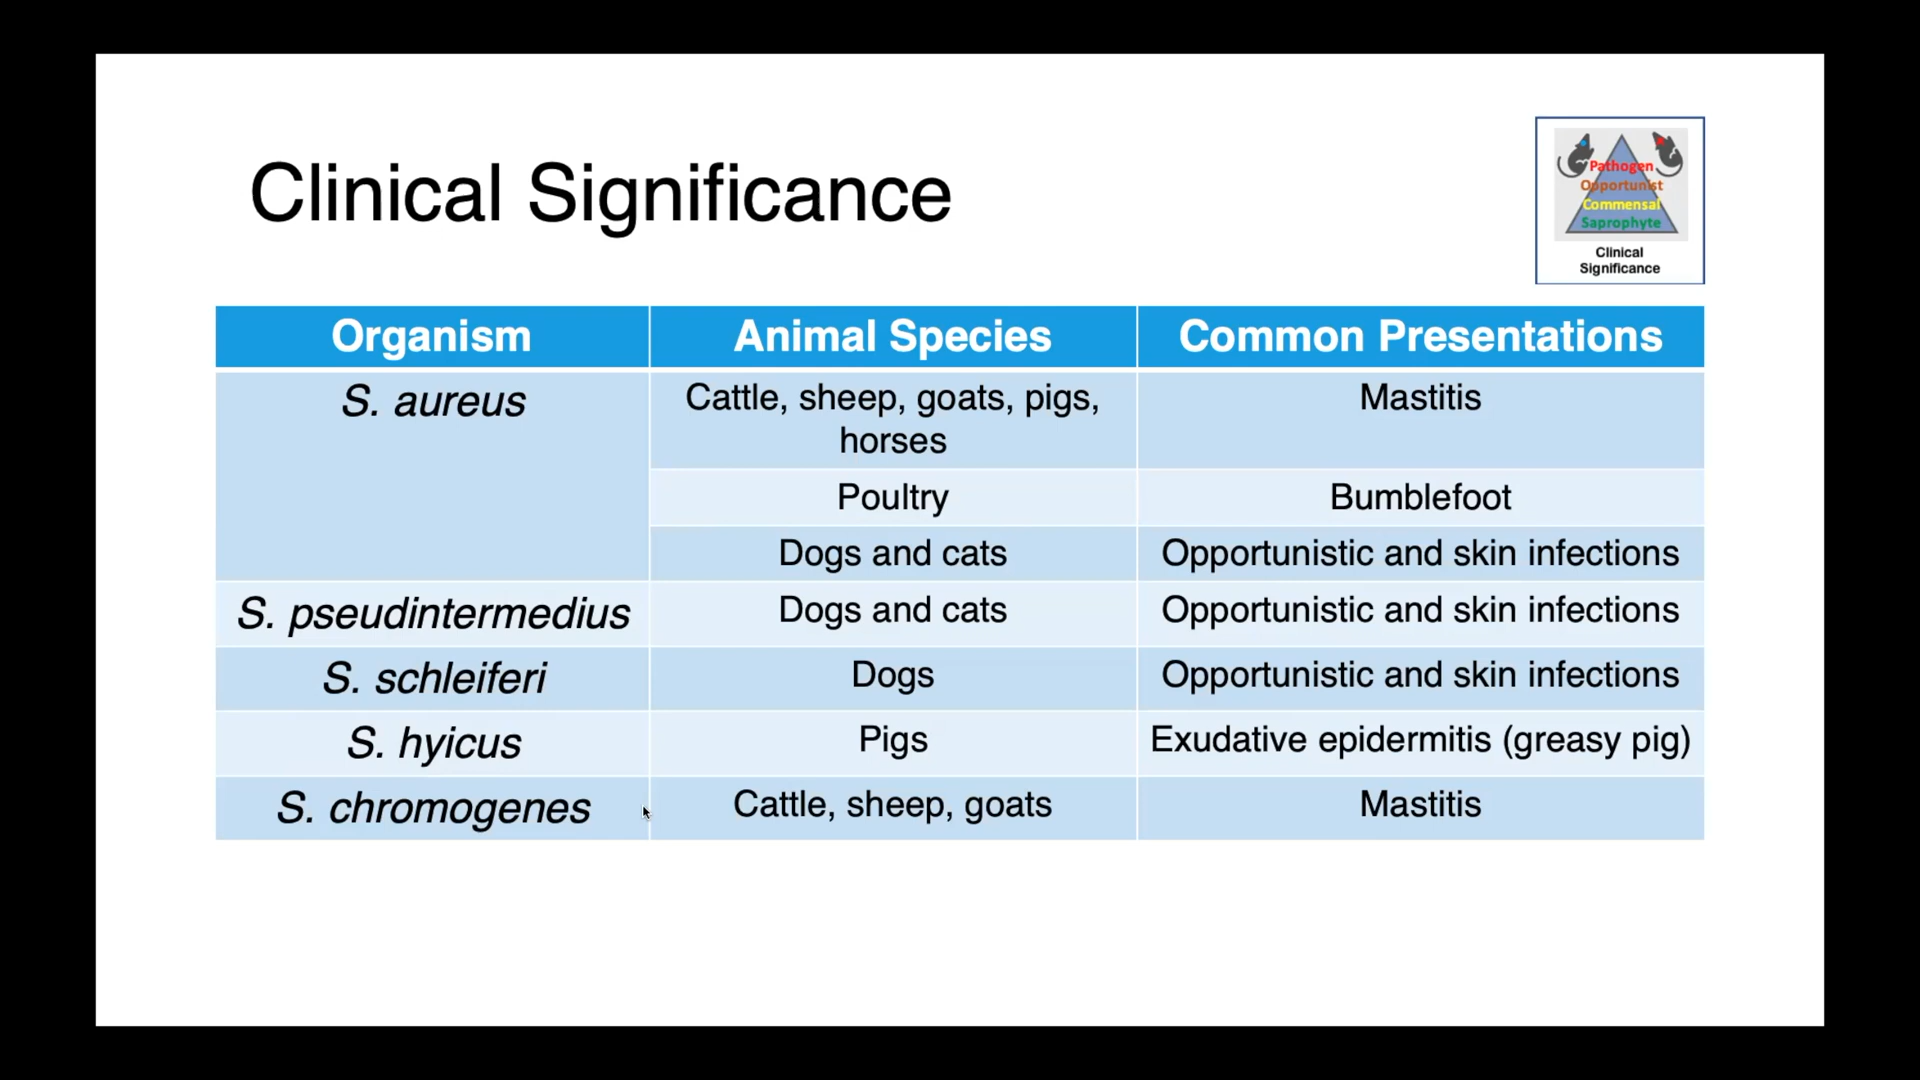 Clinical Significance
Pathogen
Opportunist
Commensal
Saprophyte
Clinical
Significance
Organism Animal Species Common Presentations
S. aureus Cattle, sheep, goats, pigs, Mastitis
horses
Poultry Bumblefoot
Dogs and cats Opportunistic and skin infections
S. pseudintermedius Dogs and cats Opportunistic and skin infections
S. schleiferi Dogs Opportunistic and skin infections
S. hyicus Pigs Exudative epidermitis (greasy pig)
S. chromogenes Cattle, sheep, goats Mastitis